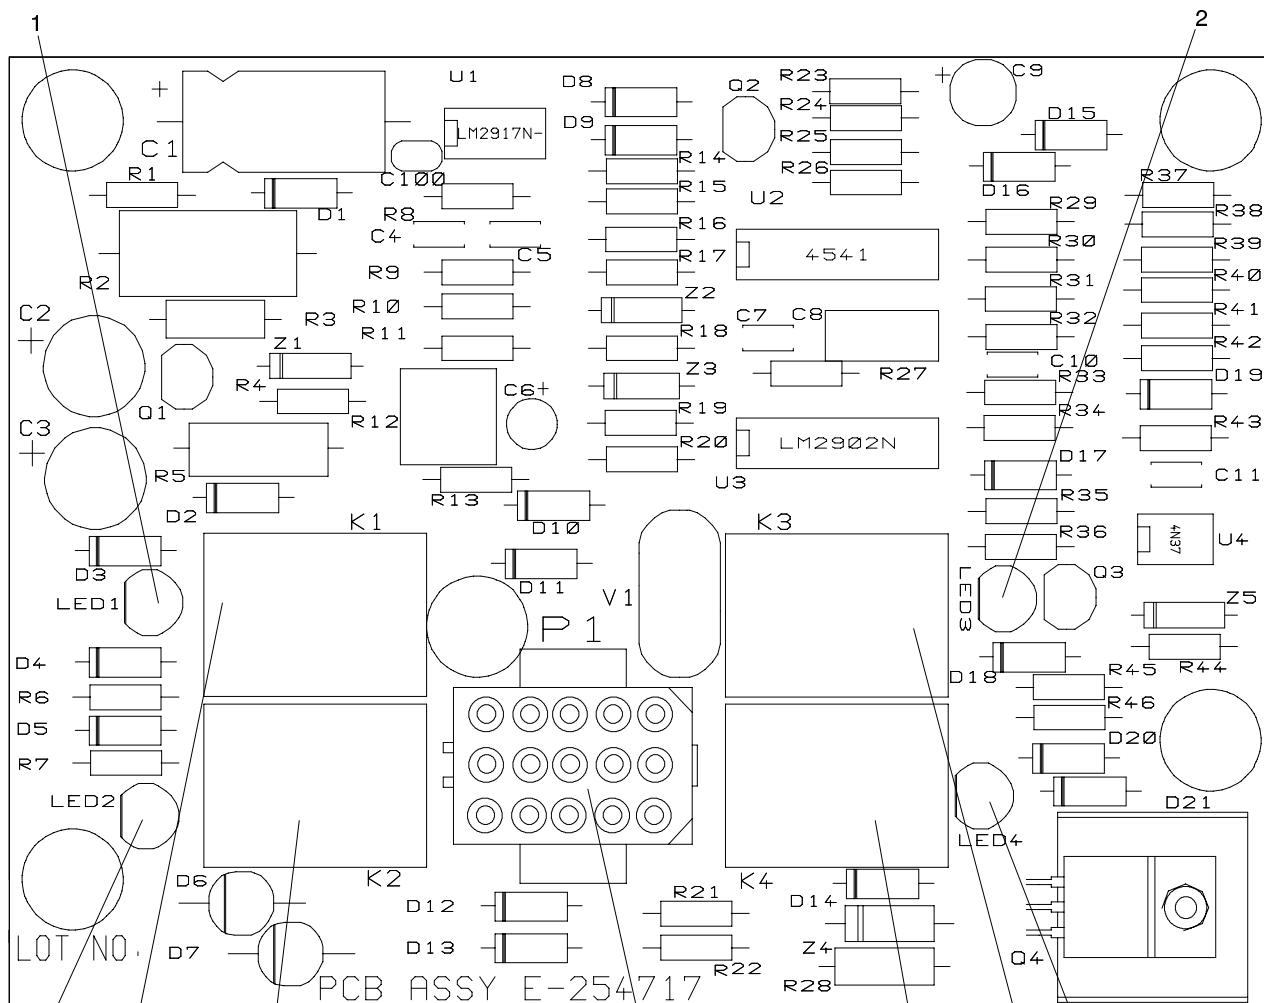 1
2
U1
D8
Q2
R23
C9
R24
D9
D15
LM2917N-
R25
C1
R14
R26
C100
D16
R37
R1
R15
U2
D1
R8
R29
R38
C4
R16
C5
R30
R39
4541
R9
R17
R2
R31
R40
Z2
R10
C2
R3
C7
C8
R32
R41
R11
R18
Z1
C10
R42
R4
Z3
R27
R33
D19
C6
Q1
R12
R19
R34
R43
C3
R20
LM2902N
D17
R5
R13
U3
C11
D2
R35
K1
D10
K3
R36
4N37
U4
D3
D11
Q3
LED1
V1
P1
LED3
Z5
D4
D18
R45
R44
R6
R46
D5
D20
R7
LED2
D21
LED4
K2
K4
D6
R21
D14
D12
LOT NO.
D7
D13
R22
Z4
Q4
R28
PCB ASSY E-254717